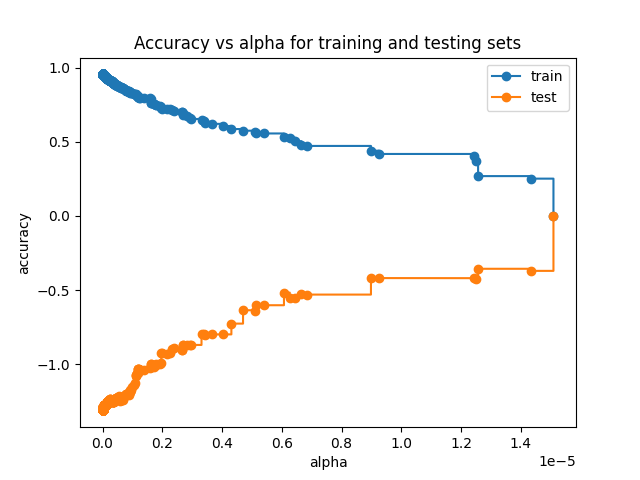 Accuracy vs alpha for training and testing sets
train
test
1.0
0.5
0.0
−0.5
−1.0
accuracy
0.0 0.2 0.4 0.6 0.8 1.0 1.2 1.4
1e−5
alpha